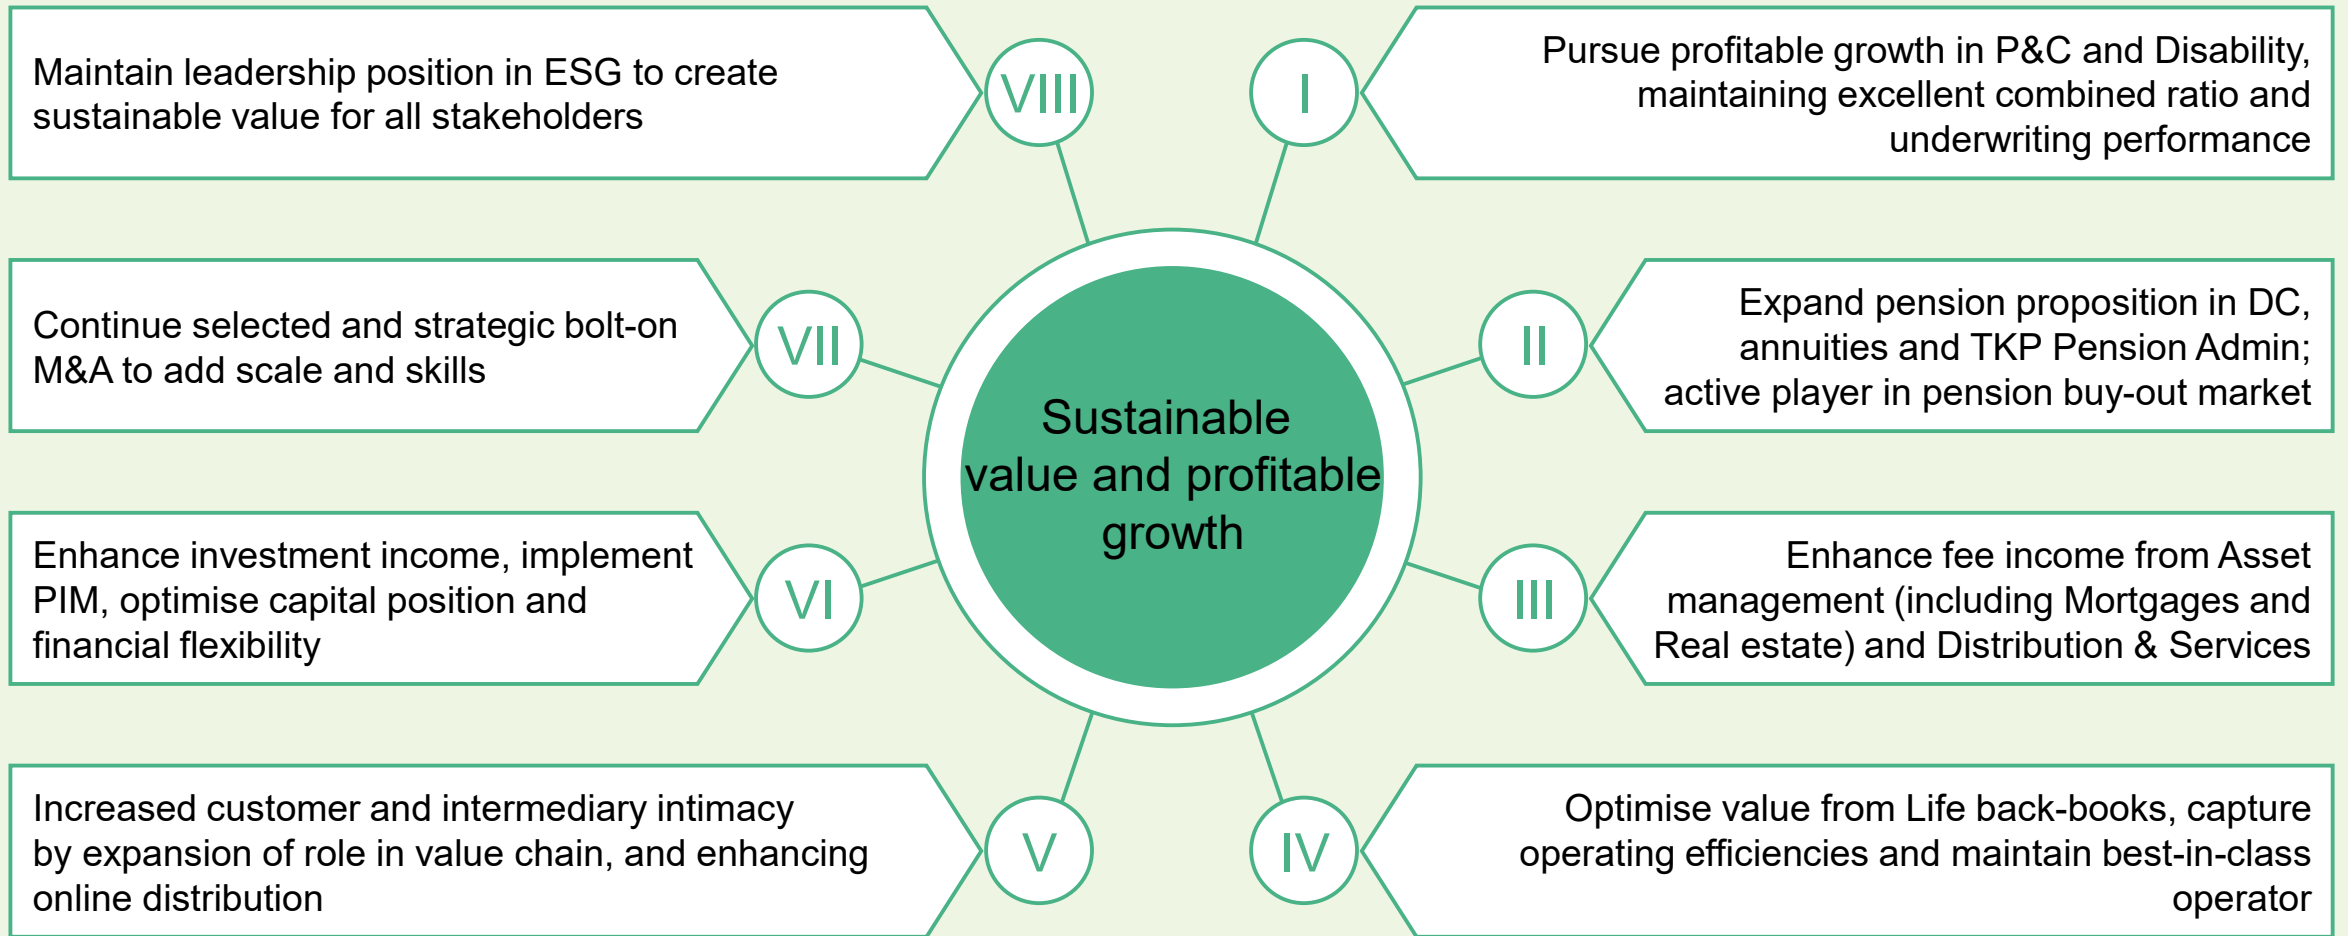 Maintain leadership position in ESG to create
sustainable value for all stakeholders
VIII
I
Pursue profitable growth in P&C and Disability,
maintaining excellent combined ratio and
underwriting performance
Continue selected and strategic bolt-on
M&A to add scale and skills
VII
II
Expand pension proposition in DC,
annuities and TKP Pension Admin;
active player in pension buy-out market
Sustainable
value and profitable
growth
Enhance investment income, implement
PIM, optimise capital position and
financial flexibility
VI
III
Enhance fee income from Asset
management (including Mortgages and
Real estate) and Distribution & Services
Increased customer and intermediary intimacy
by expansion of role in value chain, and enhancing
online distribution
V
IV
Optimise value from Life back-books, capture
operating efficiencies and maintain best-in-class
operator